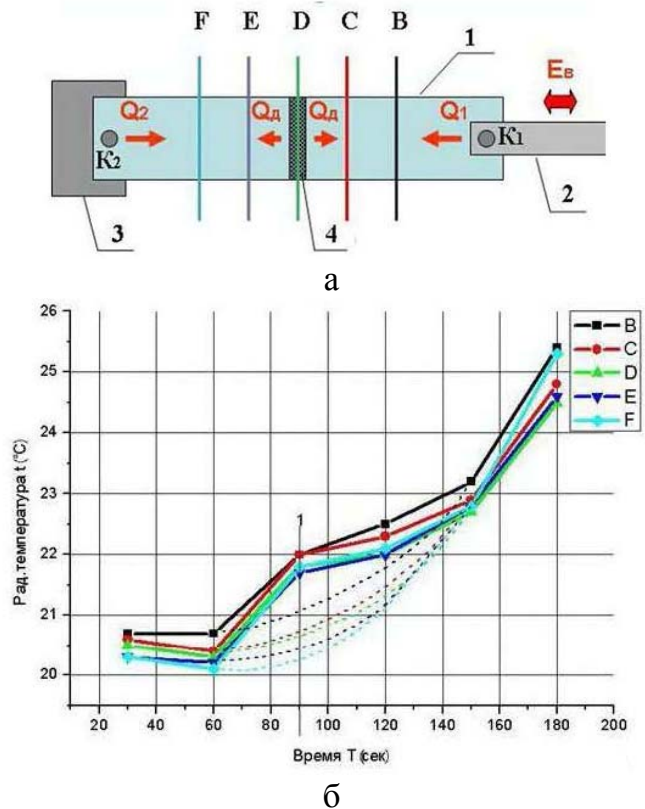 F E D C B 1
Q2 Qд Qд Q1 Eв
K2 K1
3 4 2
а
26
25
24
23
22
21
20
1
20 40 60 80 100 120 140 160 180 200
Рад.температура t (°C)
Время T (сек)
B
C
D
E
F
б